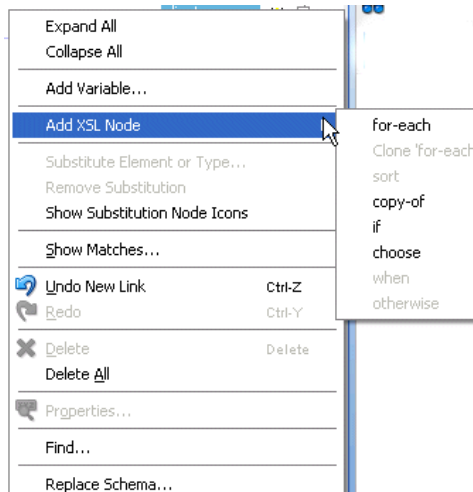 Expand All
Collapse All
Add Variable...
Add XSL Node
Substitute Element or Type...
Remove Substitution
Show Substitution Node Icons
Show Matches...
Undo New Link Ctrl-Z
Redo Ctrl-Y
Delete Delete
Delete All
Properties...
Find...
Replace Schema...
for-each
Clone 'for-each
sort
copy-of
if
choose
when
otherwise